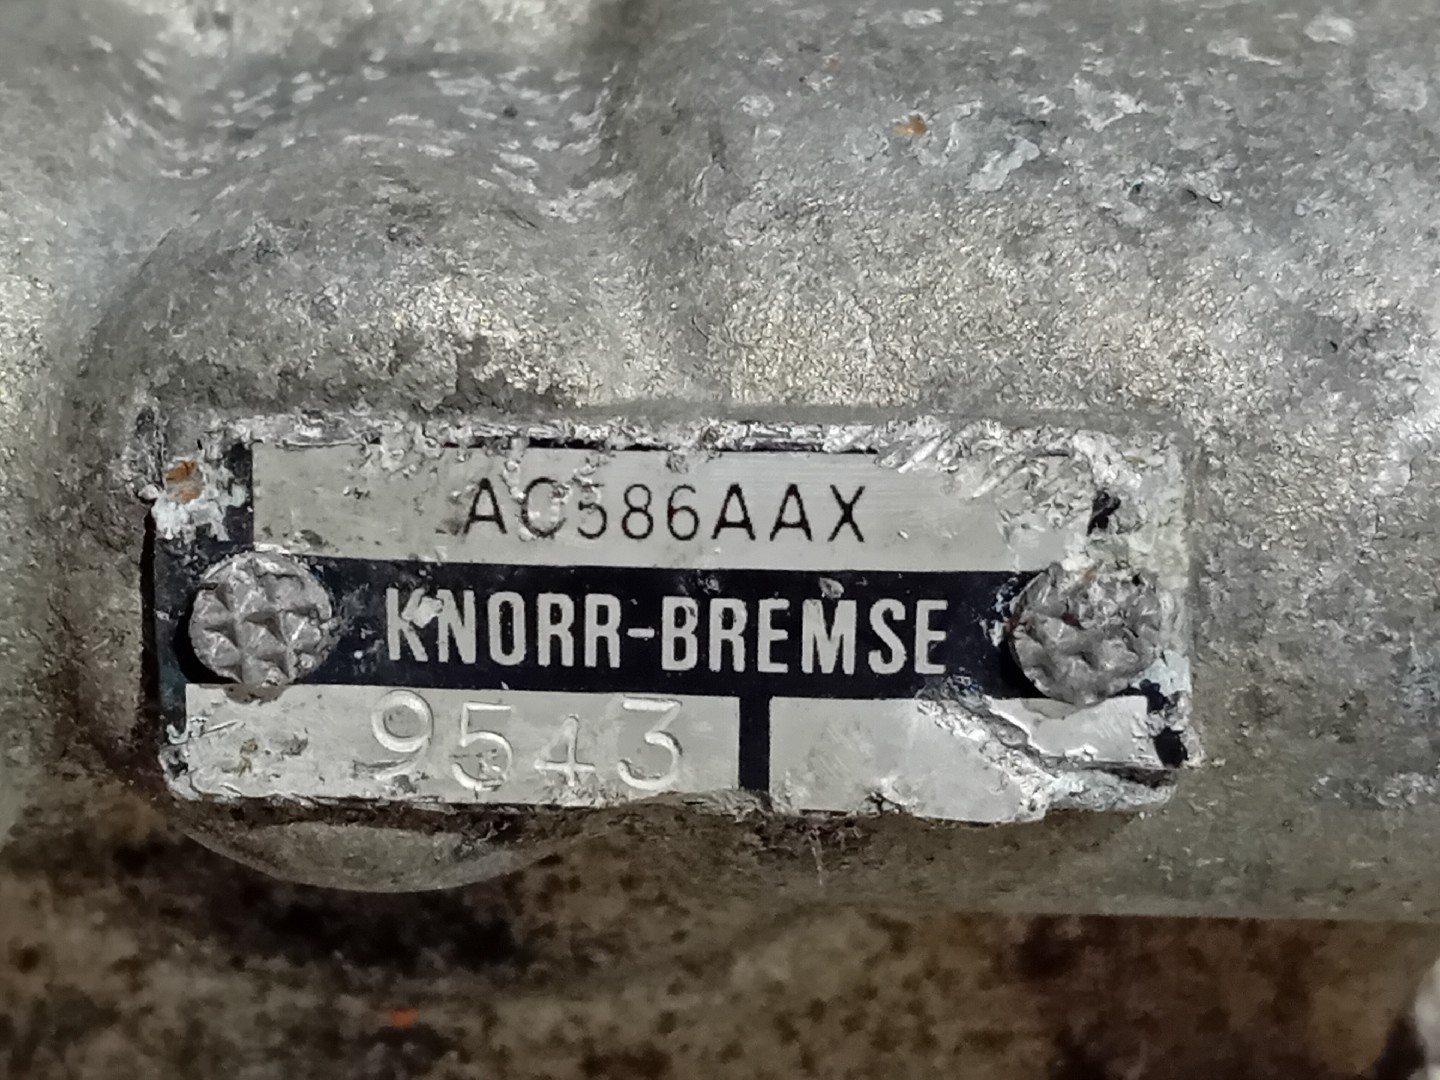 AC586AAX
KNORR-BREMSE
9543